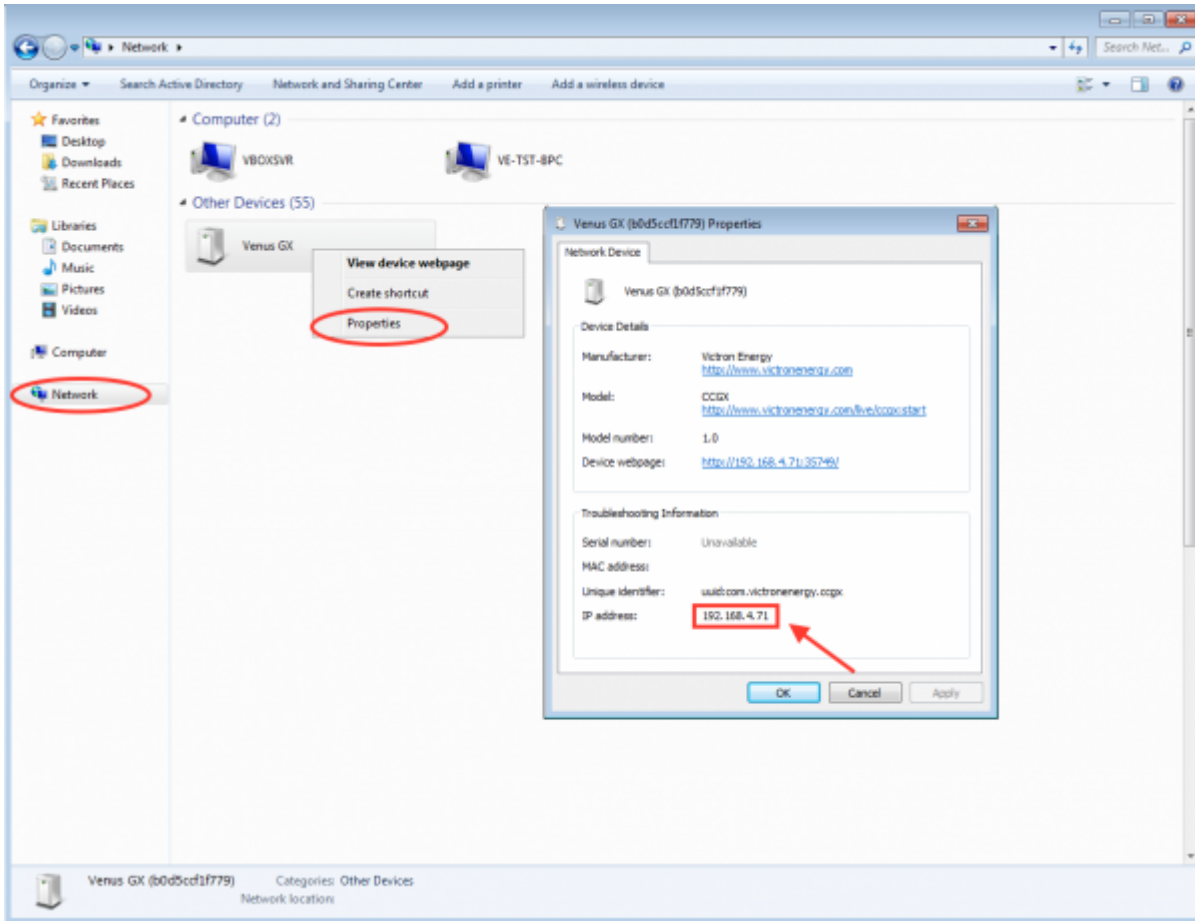 Network
Search Net...
Organize
Search Active Directory
Network and Sharing Center
Add a printer
Add a wireless device
Favorites
Desktop
Downloads
Recent Places
Libraries
Documents
Music
Pictures
Videos
Computer
Network
Computer (2)
VBOXSVR
VE-TST-8PC
Other Devices (55)
Venus GX
View device webpage
Create shortcut
Properties
Venus GX (b0d5ccf1f779) Properties
Network Device
Venus GX (b0d5ccf1f779)
Device Details
Manufacturer: Victron Energy
http://www.victronenergy.com
Model: CCGX
http://www.victronenergy.com/live/ccgx:start
Model number: 1.0
Device webpage: http://192.168.4.71:35749/
Troubleshooting Information
Serial number: Unavailable
MAC address:
Unique identifier: uuid:com.victronenergy.ccgx
IP address: 192.168.4.71
OK
Cancel
Apply
Venus GX (b0d5ccf1f779)
Categories: Other Devices
Network location: